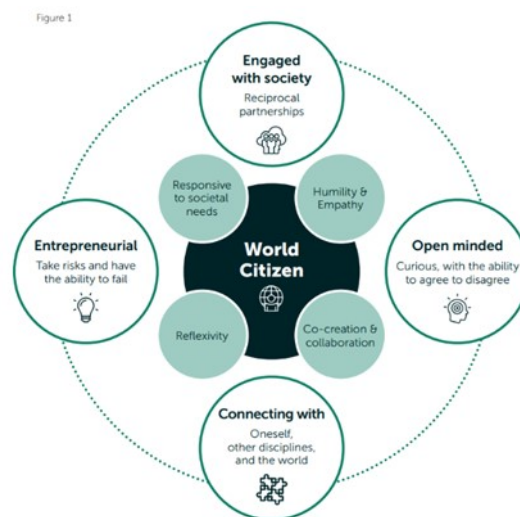 Figure 1
Engaged
with society
Reciprocal
partnerships
Responsive
to societal
needs
Humility &
Empathy
Entrepreneurial
Take risks and have
the ability to fail
World
Citizen
Open minded
Curious, with the ability
to agree to disagree
Reflexivity
Co-creation &
collaboration
Connecting with
Oneself,
other disciplines,
and the world